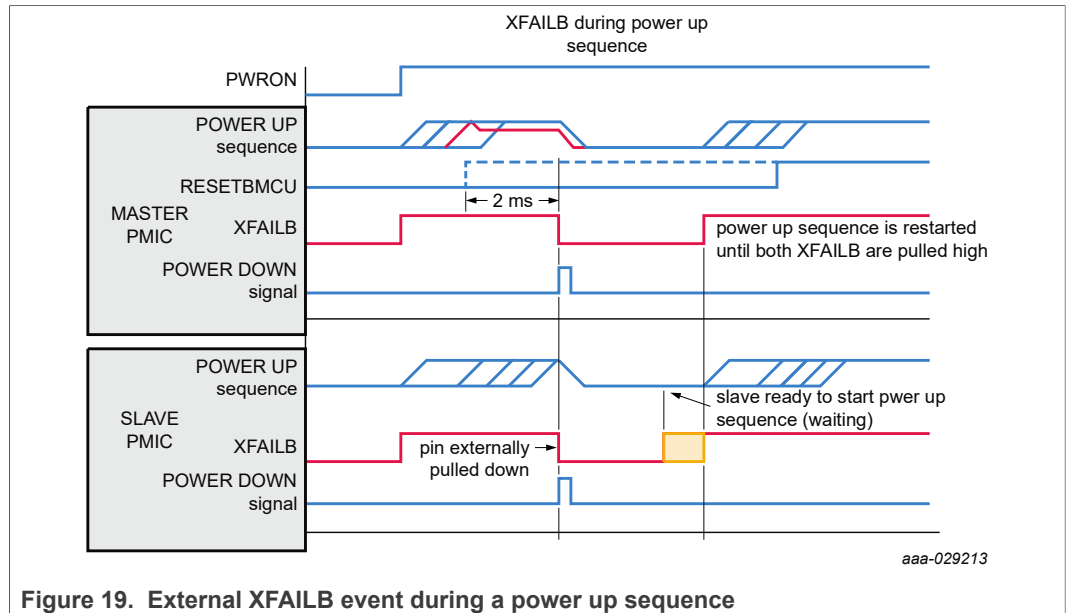 XFAILB during power up
sequence
PWRON
POWER UP
sequence
RESETBMCU
2 ms
MASTER
PMIC
XFAILB
power up sequence is restarted
until both XFAILB are pulled high
POWER DOWN
signal
POWER UP
sequence
slave ready to start pwer up
sequence (waiting)
SLAVE
PMIC
XFAILB
pin externally
pulled down
POWER DOWN
signal
aaa-029213
Figure 19. External XFAILB event during a power up sequence